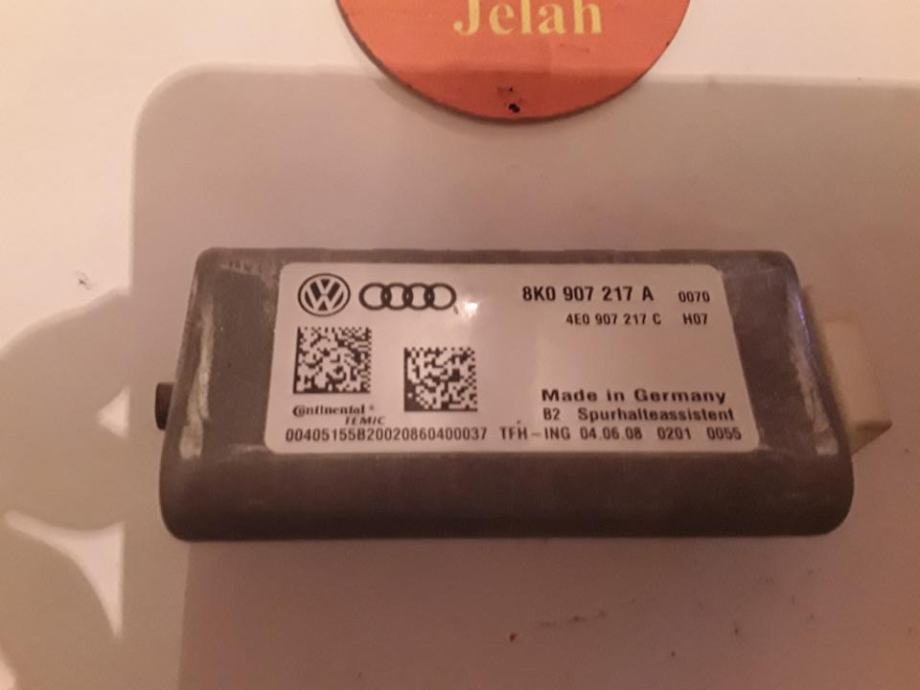 Jelah
8K0 907 217 A 0070
4E0 907 217 C H07
Made in Germany
Continental®
TEMIC
B2 Spurhalteassistent
00405155B20020860400037 TFH-ING 04.06.08 0201 0055